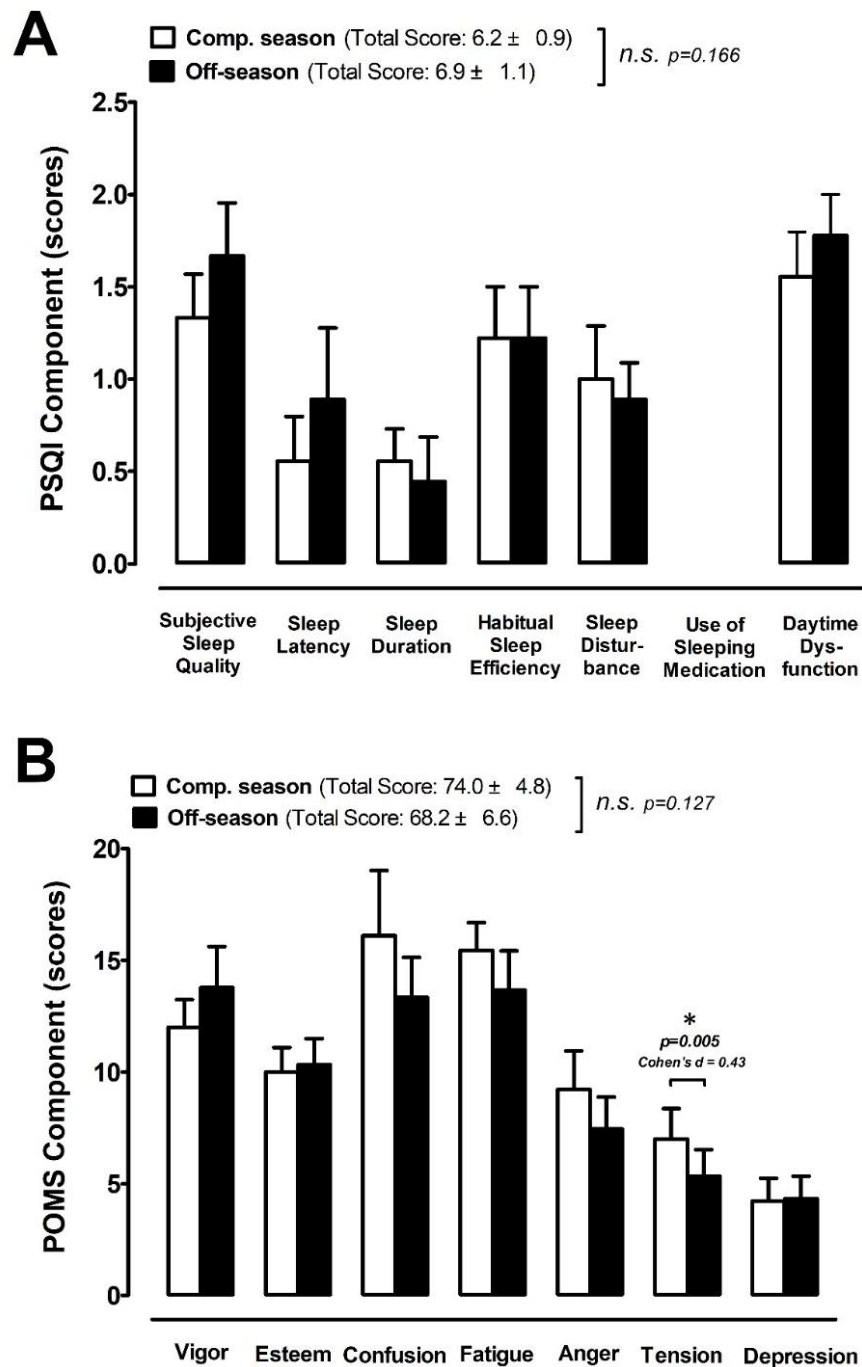 A
Comp. season (Total Score: 6.2 ± 0.9)
Off-season (Total Score: 6.9 ± 1.1)
n.s. p=0.166
PSQI Component (scores)
2.5
2.0
1.5
1.0
0.5
0.0
Subjective Sleep Quality
Sleep Latency
Sleep Duration
Habitual Sleep Efficiency
Sleep Distur-bance
Use of Sleeping Medication
Daytime Dys-function
B
Comp. season (Total Score: 74.0 ± 4.8)
Off-season (Total Score: 68.2 ± 6.6)
n.s. p=0.127
POMS Component (scores)
20
15
10
5
0
*
p=0.005
Cohen's d = 0.43
Vigor Esteem Confusion Fatigue Anger Tension Depression